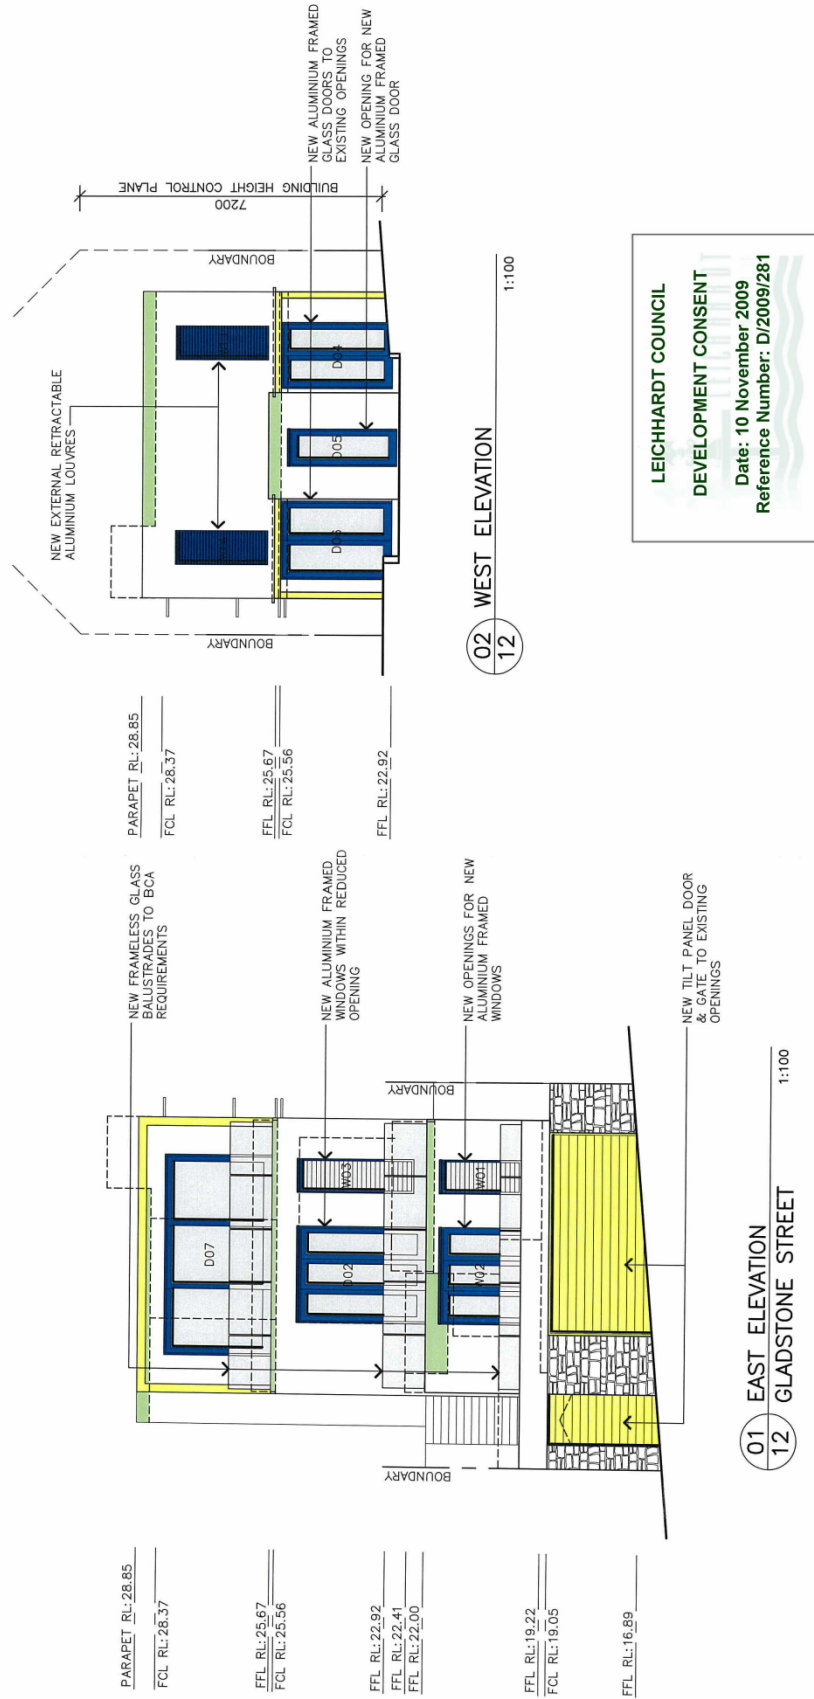 PARAPET RL: 28.85
FCL RL: 28.37
FFL RL: 25.67
FCL RL: 25.56
FFL RL: 22.92
FFL RL: 22.41
FFL RL: 22.00
FFL RL: 19.22
FCL RL: 19.05
FFL RL: 16.89
BOUNDARY
BOUNDARY
D07
D02
W03
W02
W01
NEW FRAMELESS GLASS
BALUSTRADES TO BCA
REQUIREMENTS
NEW ALUMINIUM FRAMED
WINDOWS WITHIN REDUCED
OPENING
NEW OPENINGS FOR NEW
ALUMINIUM FRAMED
WINDOWS
NEW TILT PANEL DOOR
& GATE TO EXISTING
OPENINGS
01
12
EAST ELEVATION
GLADSTONE STREET
1:100
PARAPET RL: 28.85
FCL RL: 28.37
FFL RL: 25.67
FCL RL: 25.56
FFL RL: 22.92
NEW EXTERNAL RETRACTABLE
ALUMINIUM LOUVRES
BOUNDARY
BOUNDARY
D06
D05
D04
7200
BUILDING HEIGHT CONTROL PLANE
NEW ALUMINIUM FRAMED
GLASS DOORS TO
EXISTING OPENINGS
NEW OPENING FOR NEW
ALUMINIUM FRAMED
GLASS DOOR
02
12
WEST ELEVATION
1:100
LEICHHARDT COUNCIL
DEVELOPMENT CONSENT
Date: 10 November 2009
Reference Number: D/2009/281